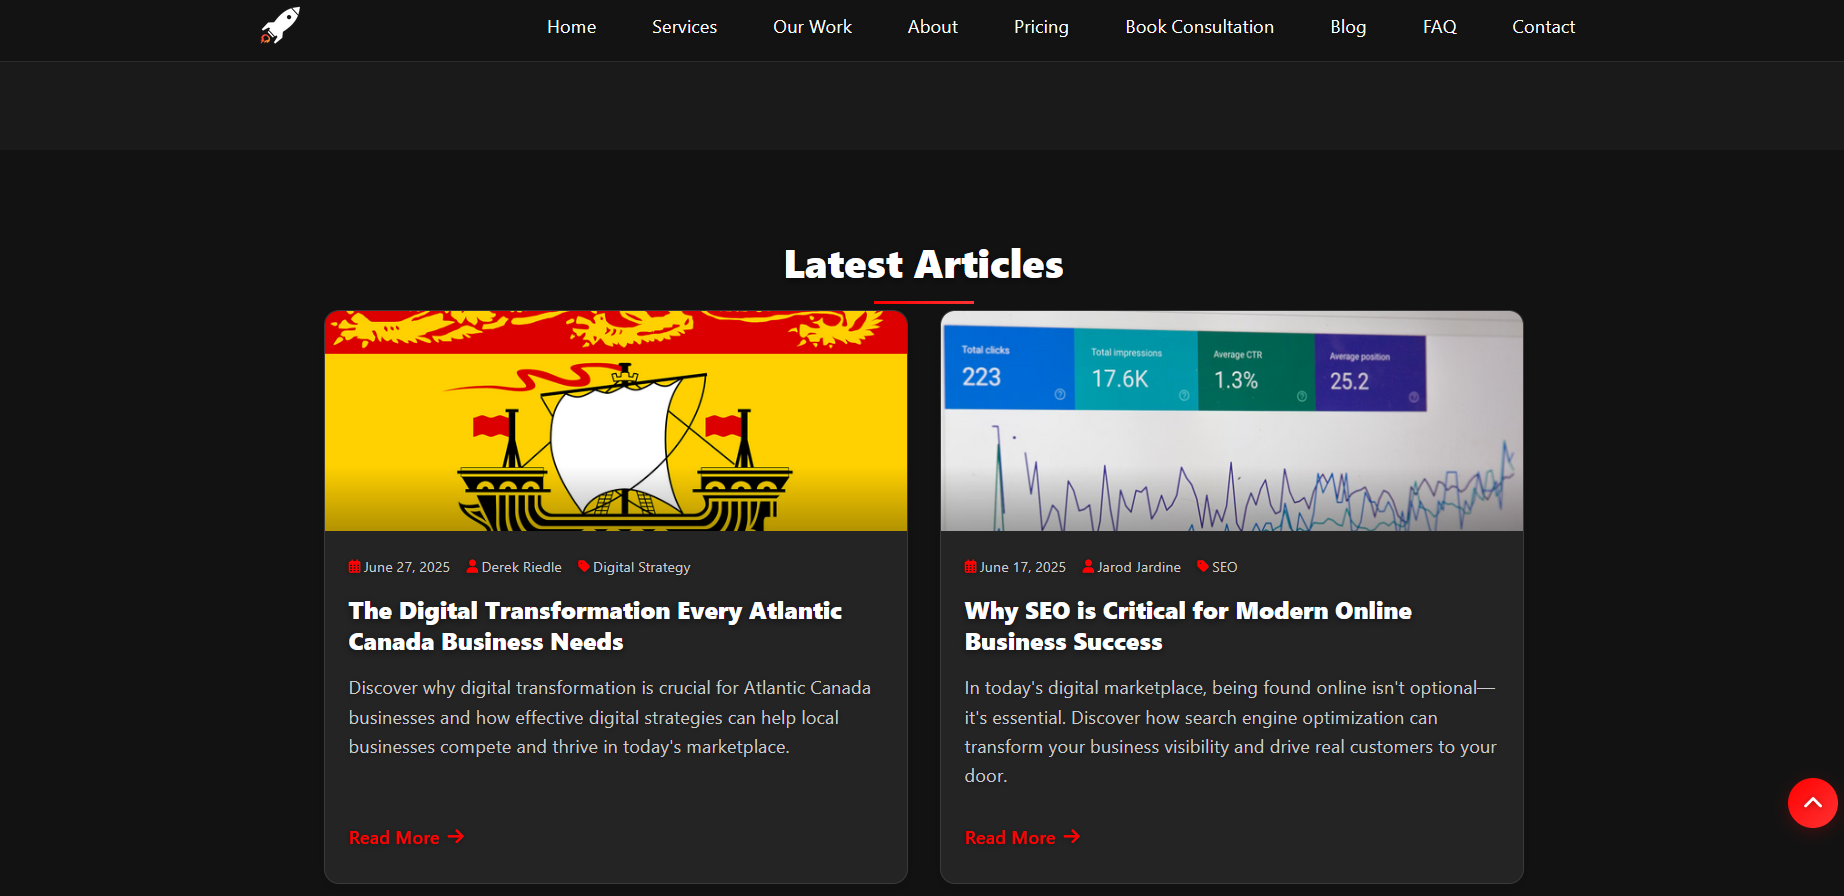 Home Services Our Work About Pricing Book Consultation Blog FAQ Contact
Latest Articles
Total clicks
223
Total impressions
17.6K
Average CTR
1.3%
Average position
25.2
June 27, 2025 Derek Riedle Digital Strategy
The Digital Transformation Every Atlantic
Canada Business Needs
Discover why digital transformation is crucial for Atlantic Canada
businesses and how effective digital strategies can help local
businesses compete and thrive in today's marketplace.
Read More
June 17, 2025 Jarod Jardine SEO
Why SEO is Critical for Modern Online
Business Success
In today's digital marketplace, being found online isn't optional—
it's essential. Discover how search engine optimization can
transform your business visibility and drive real customers to your
door.
Read More